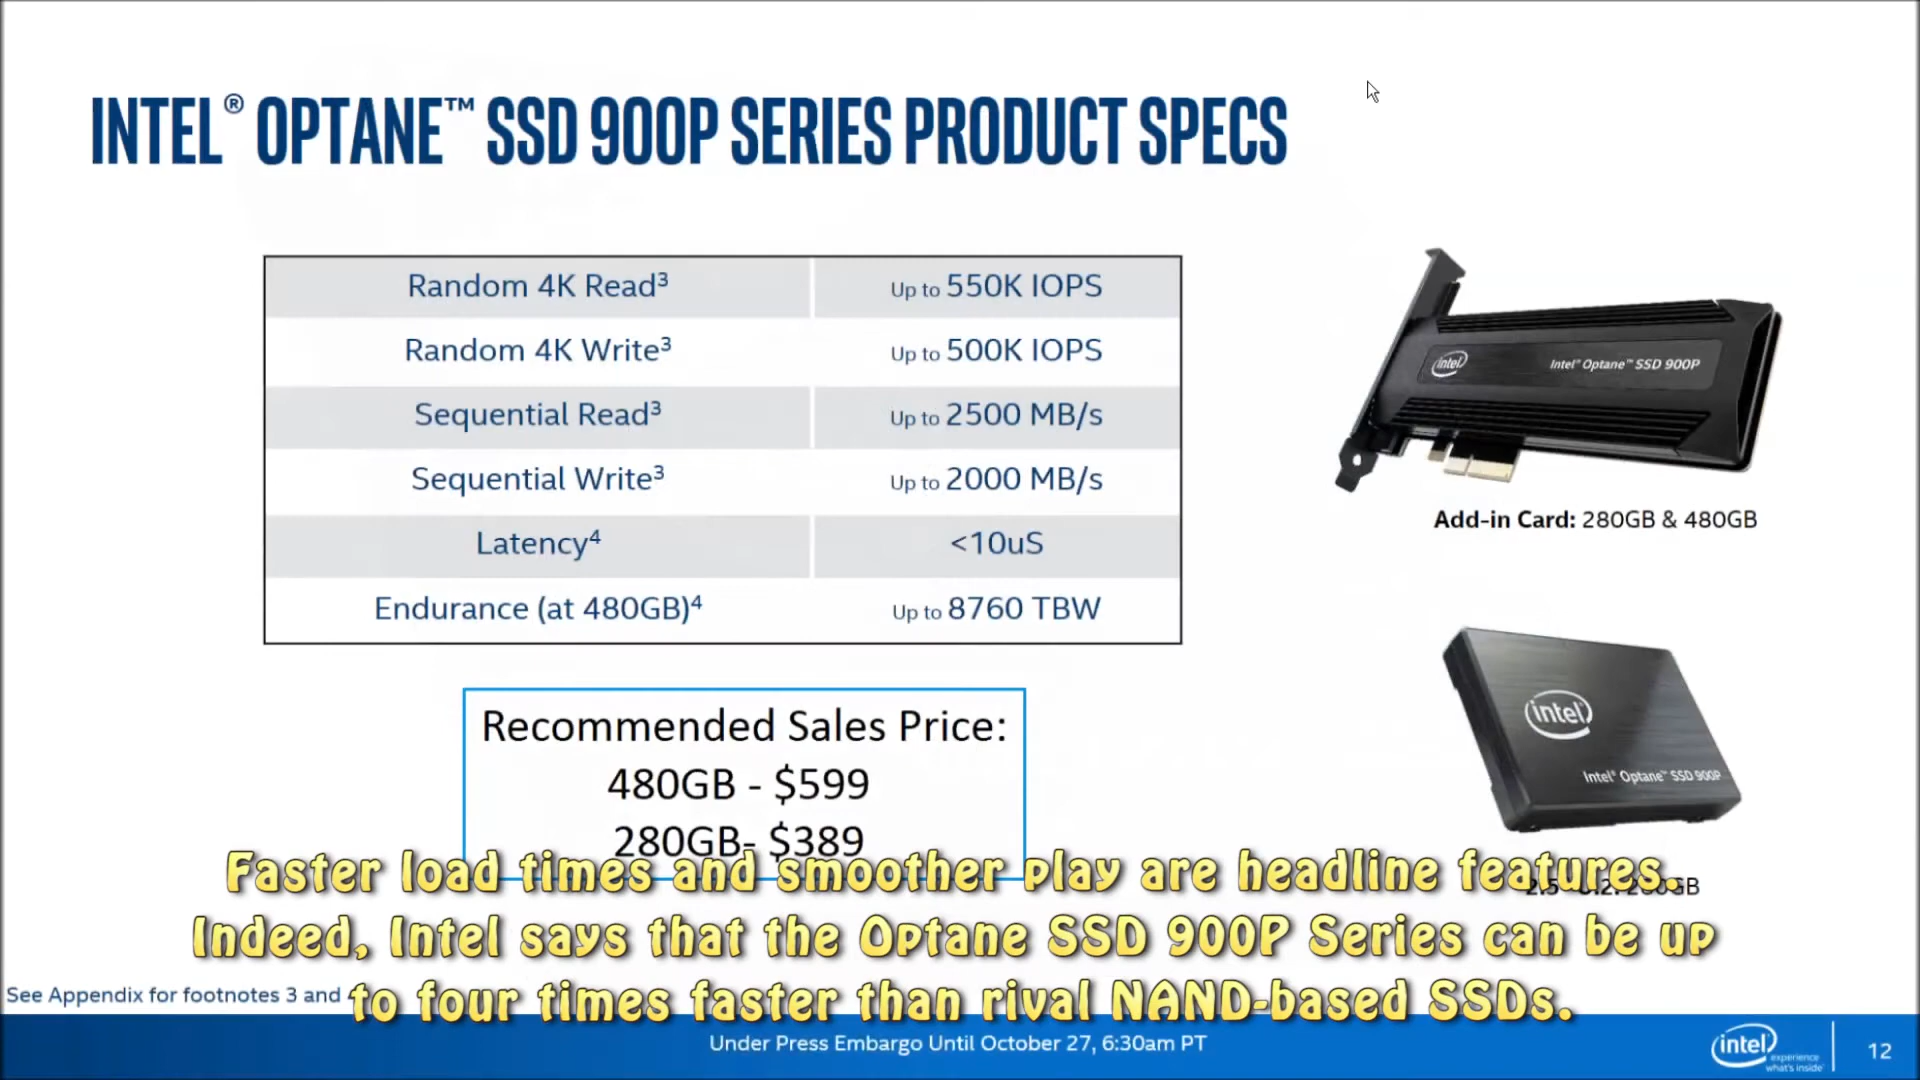 INTEL® OPTANE™ SSD 900P SERIES PRODUCT SPECS
Random 4K Read³ Up to 550K IOPS
Random 4K Write³ Up to 500K IOPS
Sequential Read³ Up to 2500 MB/s
Sequential Write³ Up to 2000 MB/s
Latency⁴ <10uS
Endurance (at 480GB)⁴ Up to 8760 TBW
intel Intel® Optane™ SSD 900P
Add-in Card: 280GB & 480GB
intel
Intel® Optane™ SSD 900P
Recommended Sales Price:
480GB - $599
280GB- $389
Faster load times and smoother play are headline features.
Indeed, Intel says that the Optane SSD 900P Series can be up
to four times faster than rival NAND-based SSDs.
See Appendix for footnotes 3 and
Under Press Embargo Until October 27, 6:30am PT
intel experience what's inside™
12